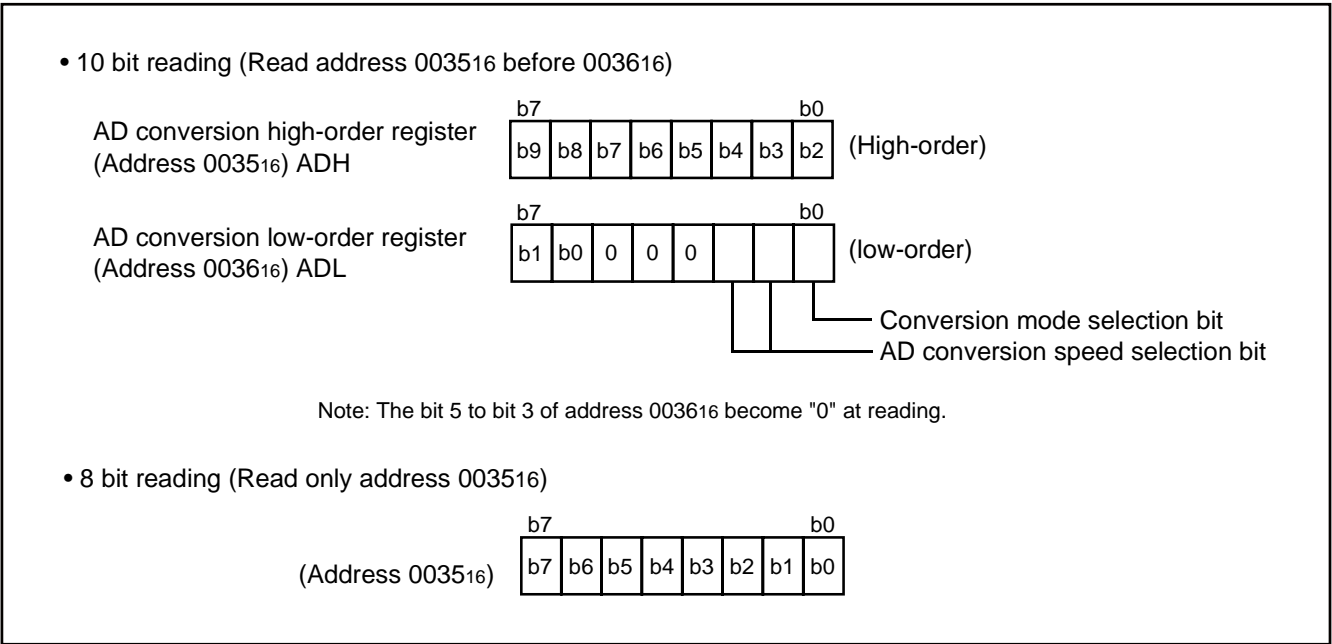 • 10 bit reading (Read address 003516 before 003616)
b7 b0
AD conversion high-order register
(Address 003516) ADH
b9 b8 b7 b6 b5 b4 b3 b2 (High-order)
b7 b0
AD conversion low-order register
(Address 003616) ADL
b1 b0 0 0 0 (low-order)
Conversion mode selection bit
AD conversion speed selection bit
Note: The bit 5 to bit 3 of address 003616 become "0" at reading.
• 8 bit reading (Read only address 003516)
b7 b0
(Address 003516) b7 b6 b5 b4 b3 b2 b1 b0